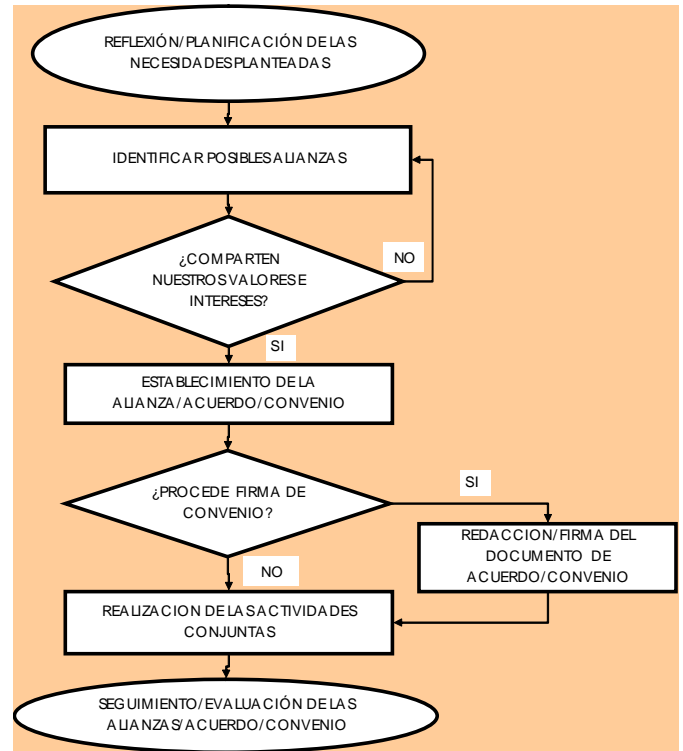 REFLEXIÓN/PLANIFICACIÓN DE LAS
NECESIDADES PLANTEADAS
IDENTIFICAR POSIBLES ALIANZAS
¿COMPARTEN
NUESTROS VALORES E
INTERESES?
NO
SI
ESTABLECIMIENTO DE LA
ALIANZA/ACUERDO/CONVENIO
¿PROCEDE FIRMA DE
CONVENIO?
SI
REDACCION/FIRMA DEL
DOCUMENTO DE
ACUERDO/CONVENIO
NO
REALIZACION DE LAS ACTIVIDADES
CONJUNTAS
SEGUIMIENTO/EVALUACIÓN DE LAS
ALIANZAS/ACUERDO/CONVENIO